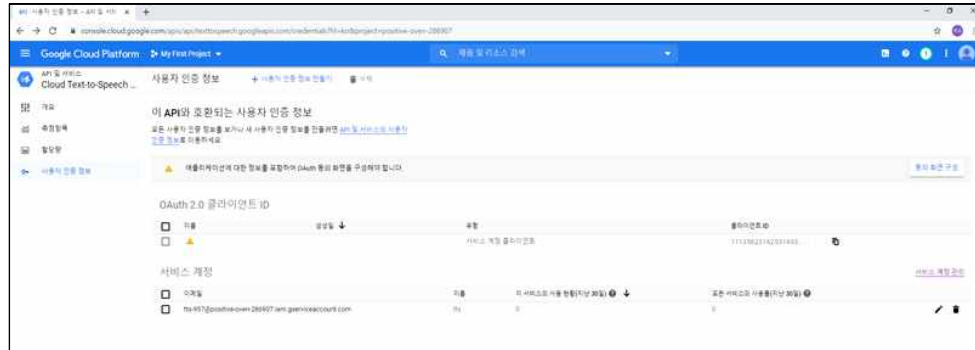 사용자 인증 정보 - API 및 서비
console.cloud.google.com/apis/api/texttospeech.googleapis.com/credentials?hl=ko&project=positive-oven-286907
Google Cloud Platform My First Project 제품 및 리소스 검색
API 및 서비스
Cloud Text-to-Speech ...
사용자 인증 정보 + 사용자 인증 정보 만들기 삭제
개요
측정항목
할당량
사용자 인증 정보
이 API와 호환되는 사용자 인증 정보
모든 사용자 인증 정보를 보거나 새 사용자 인증 정보를 만들려면 API 및 서비스의 사용자
인증 정보로 이동하세요.
애플리케이션에 대한 정보를 포함하여 OAuth 동의 화면을 구성해야 합니다. 동의 화면 구성
OAuth 2.0 클라이언트 ID
이름 생성일 유형 클라이언트 ID
서비스 계정 클라이언트
서비스 계정 서비스 계정 관리
이메일 이름 이 서비스의 사용 현황(지난 30일) 모든 서비스의 사용률(지난 30일)
tts-957@positive-oven-286907.iam.gserviceaccount.com tts 0 0